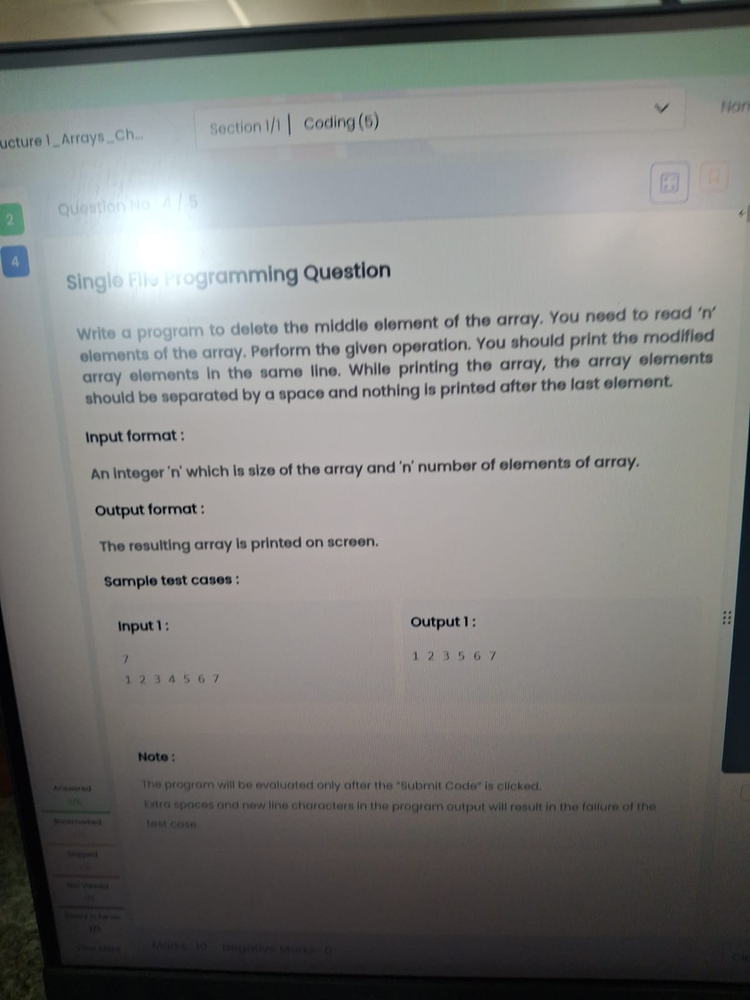 ucture 1_Arrays_Ch...
Section 1/1 | Coding (5)
Nan
Question No 4 / 5
2
4
Single File Programming Question
Write a program to delete the middle element of the array. You need to read 'n'
elements of the array. Perform the given operation. You should print the modified
array elements in the same line. While printing the array, the array elements
should be separated by a space and nothing is printed after the last element.
Input format :
An integer 'n' which is size of the array and 'n' number of elements of array.
Output format :
The resulting array is printed on screen.
Sample test cases :
Input 1 :
Output 1 :
7
1 2 3 5 6 7
1 2 3 4 5 6 7
Note :
The program will be evaluated only after the "Submit Code" is clicked.
Extra spaces and new line characters in the program output will result in the failure of the
test case.
Answered
Bookmarked
Skipped
Not Viewed
View More
Marks 10 Negative Marks 0